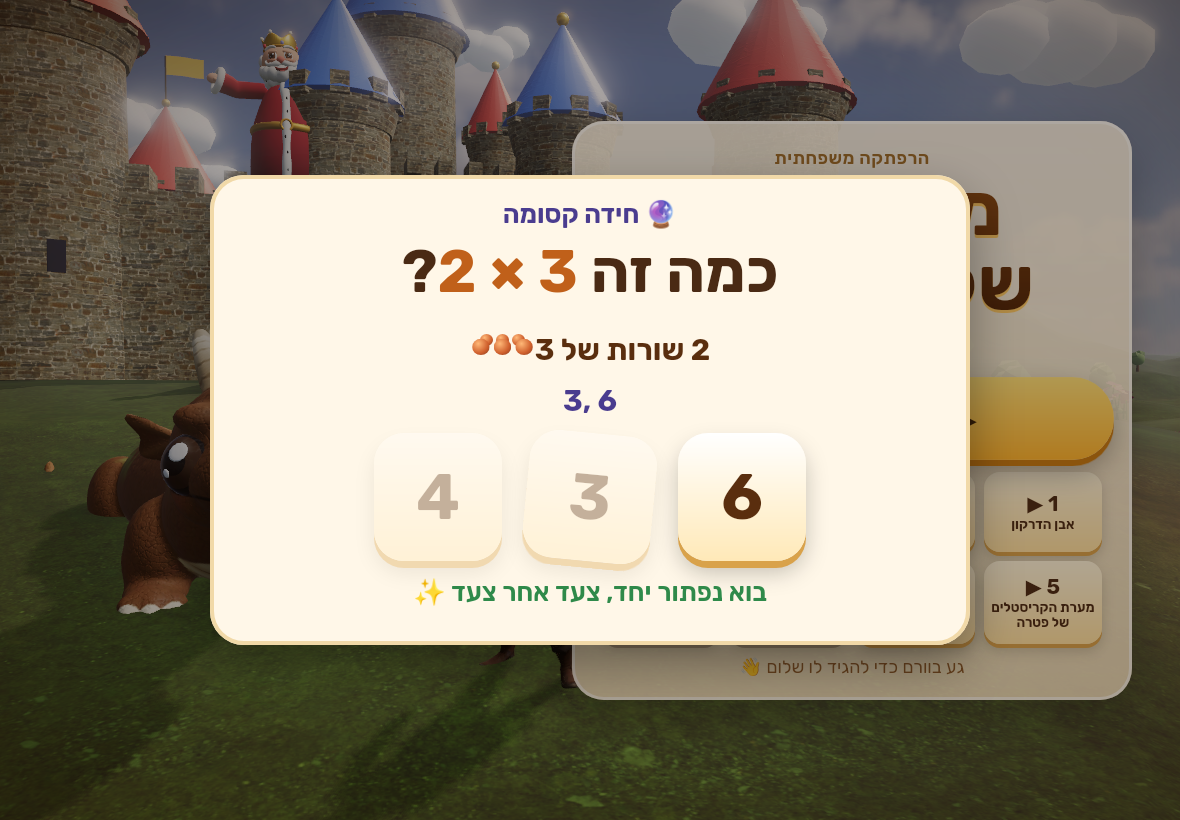 הרפתקה משפחתית
🔮 חידה קסומה
כמה זה 3 × 2?
2 שורות של 3
3, 6
6
3
4
בוא נפתור יחד, צעד אחר צעד ✨
1 ▶
אבן הדרקון
5 ▶
מערת הקריסטלים
של פטרה
גע בוורם כדי להגיד לו שלום 👋